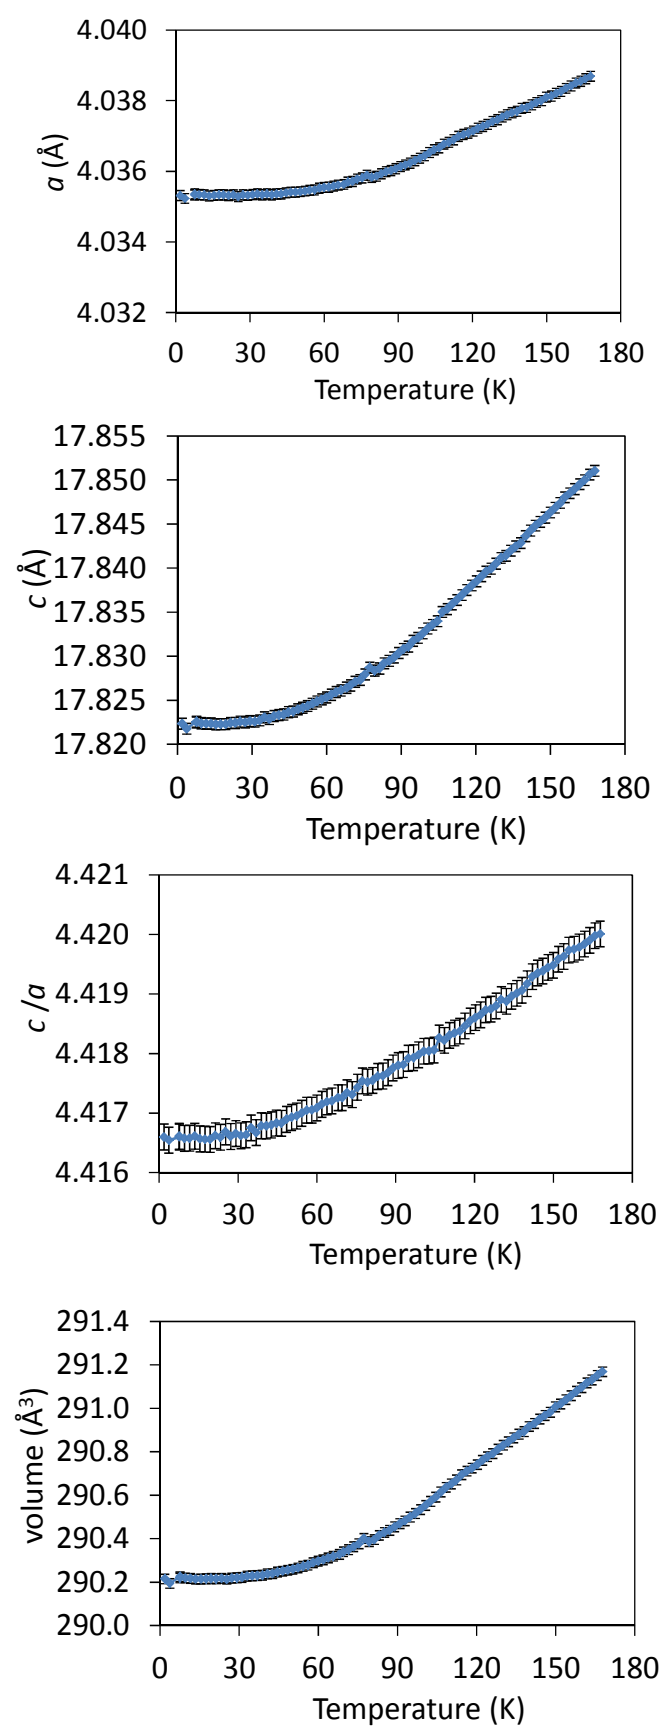 4.040
4.038
4.036
4.034
4.032
a (Å)
0 30 60 90 120 150 180
Temperature (K)
17.855
17.850
17.845
17.840
17.835
17.830
17.825
17.820
c (Å)
0 30 60 90 120 150 180
Temperature (K)
4.421
4.420
4.419
4.418
4.417
4.416
c /a
0 30 60 90 120 150 180
Temperature (K)
291.4
291.2
291.0
290.8
290.6
290.4
290.2
290.0
volume (Å³)
0 30 60 90 120 150 180
Temperature (K)